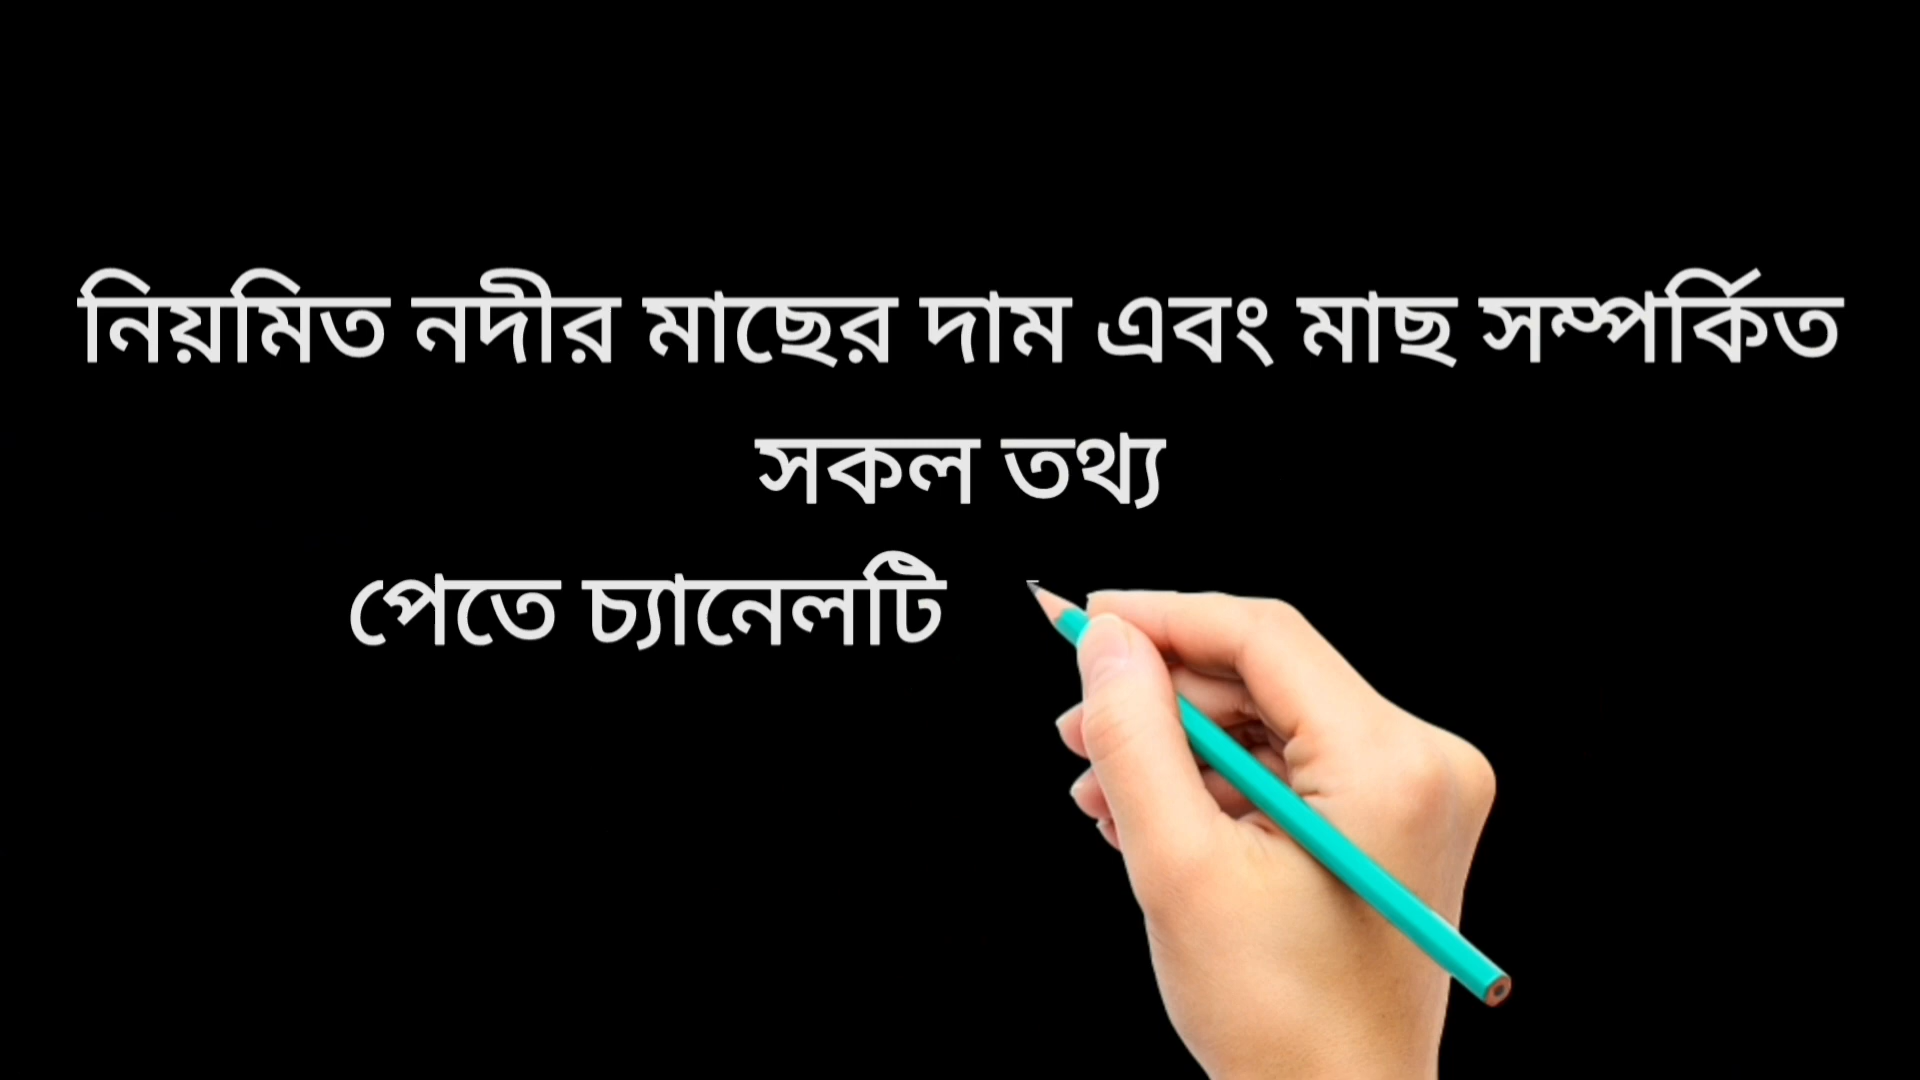 নিয়মিত নদীর মাছের দাম এবং মাছ সম্পর্কিত
সকল তথ্য
পেতে চ্যানেলটি